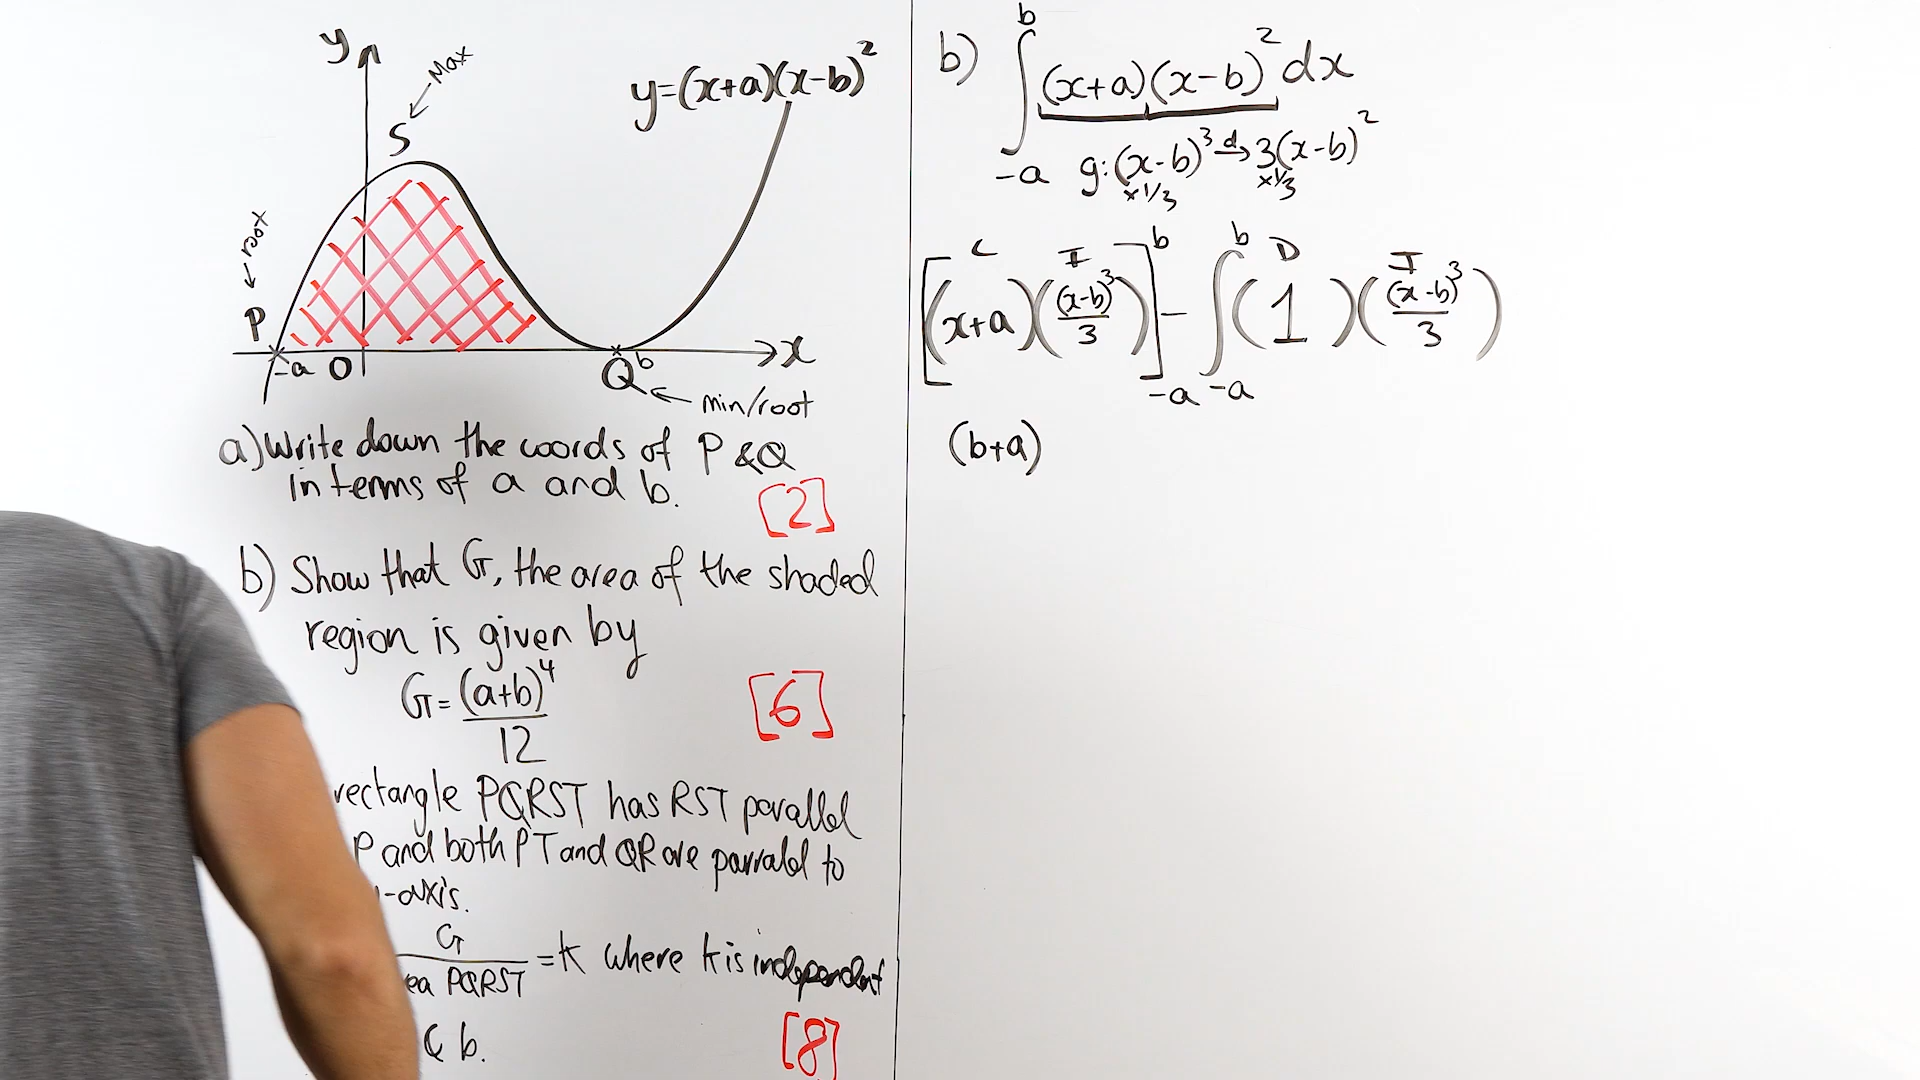 y
Max
S
y=(x+a)(x-b)²
root
P
-a O Q b x
min/root
a) Write down the coords of P & Q
in terms of a and b.
[2]
b) Show that G, the area of the shaded
region is given by
G = (a+b)⁴/12
[6]
rectangle PQRST has RST parallel
P and both PT and QR are parralel to
-axis.
G/ea PQRST = k where k is independent
b.
[8]
b) ∫_{-a}^{b} (x+a)(x-b)² dx
g: (x-b)³ →d 3(x-b)²
×1/3 ×1/3
L I b b D I
[(x+a)((x-b)³/3)] - ∫(1)((x-b)³/3)
-a -a
(b+a)